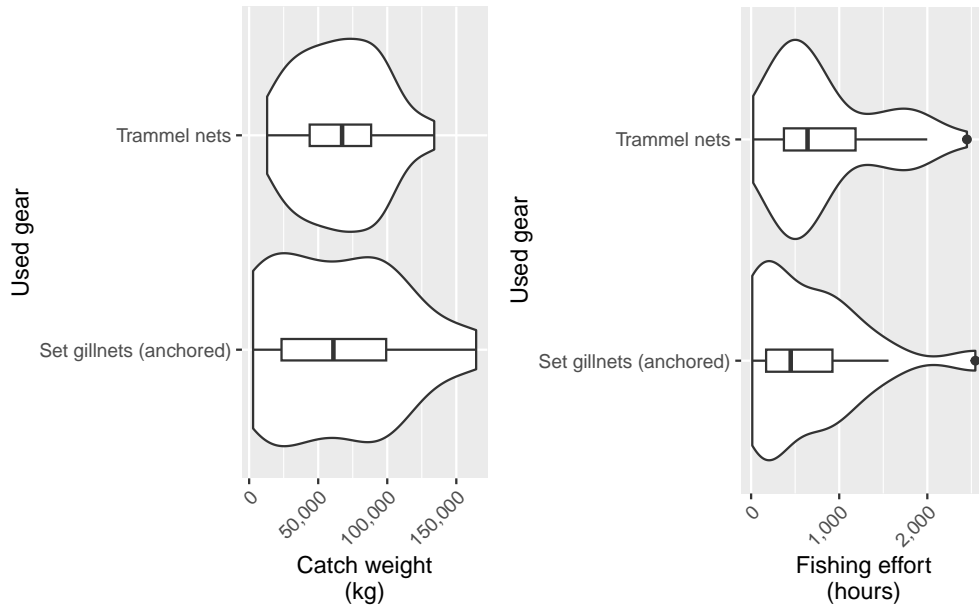 Used gear
Trammel nets
Set gillnets (anchored)
0
50,000
100,000
150,000
Catch weight
(kg)
Used gear
Trammel nets
Set gillnets (anchored)
0
1,000
2,000
Fishing effort
(hours)